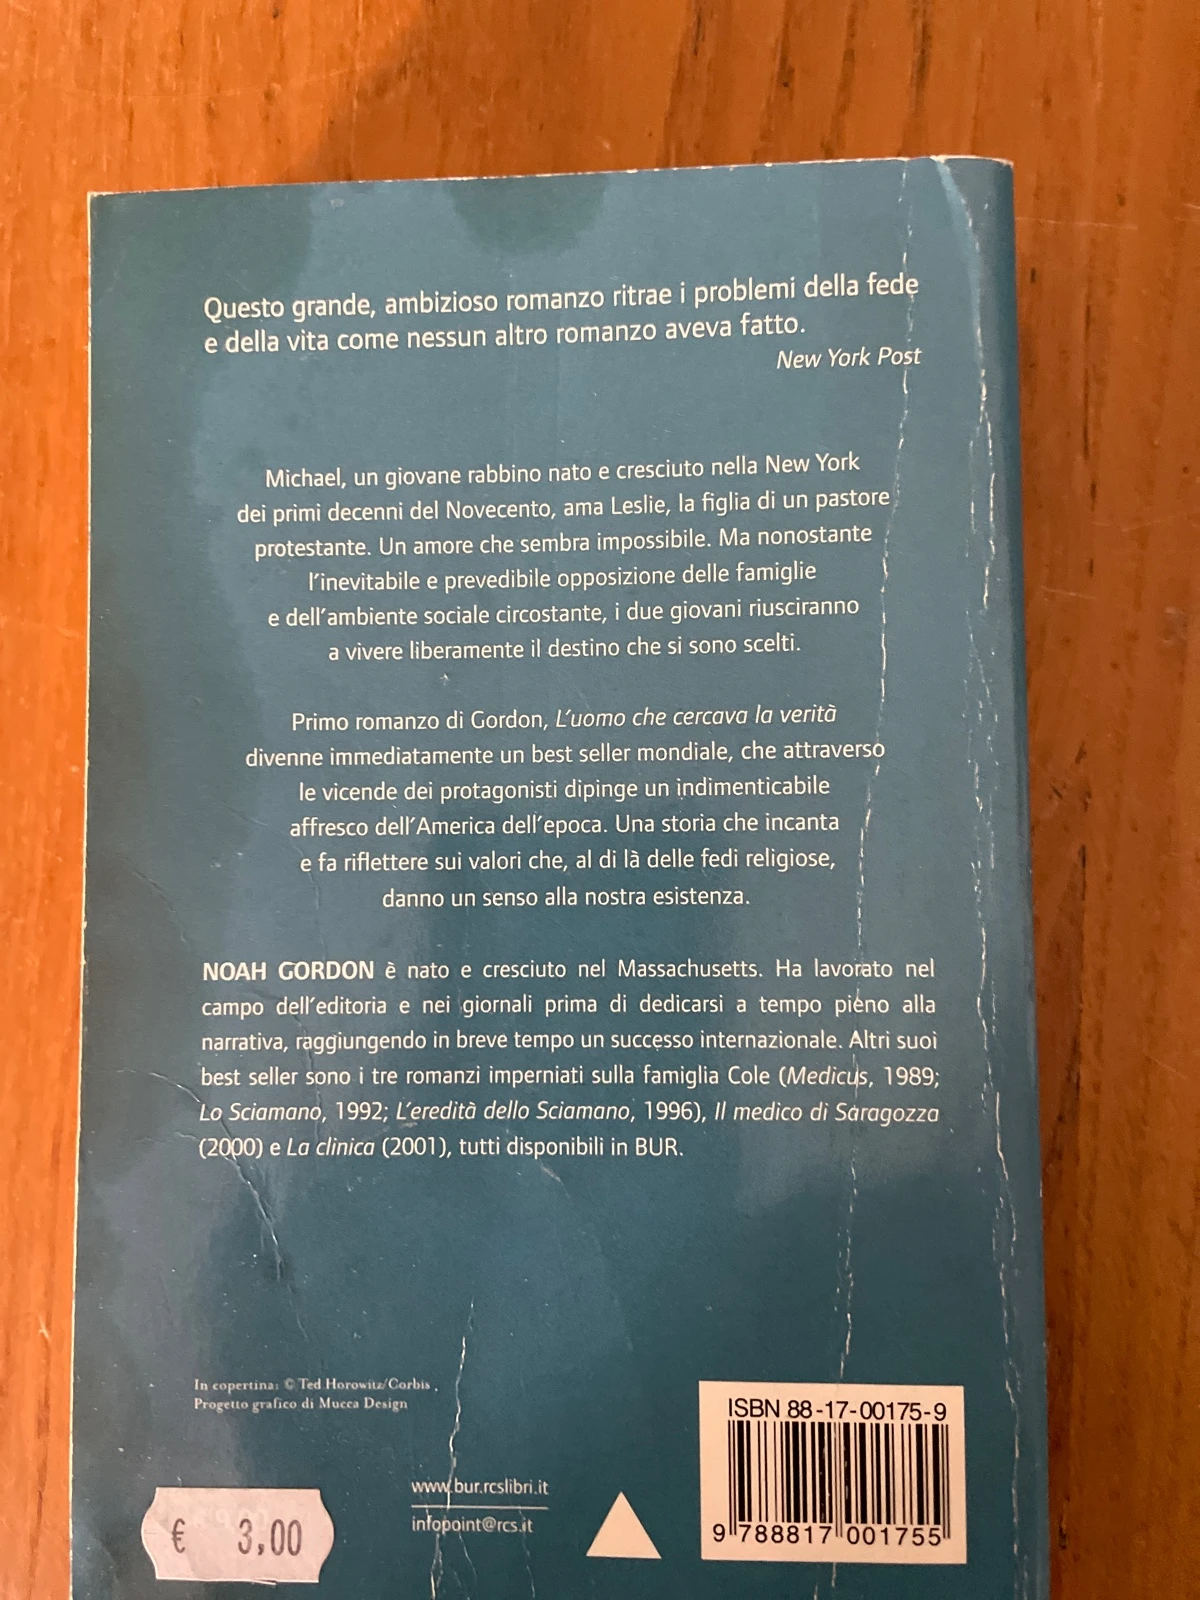 Questo grande, ambizioso romanzo ritrae i problemi della fede
e della vita come nessun altro romanzo aveva fatto.
New York Post
Michael, un giovane rabbino nato e cresciuto nella New York
dei primi decenni del Novecento, ama Leslie, la figlia di un pastore
protestante. Un amore che sembra impossibile. Ma nonostante
l'inevitabile e prevedibile opposizione delle famiglie
e dell'ambiente sociale circostante, i due giovani riusciranno
a vivere liberamente il destino che si sono scelti.
Primo romanzo di Gordon, L'uomo che cercava la verità
divenne immediatamente un best seller mondiale, che attraverso
le vicende dei protagonisti dipinge un indimenticabile
affresco dell'America dell'epoca. Una storia che incanta
e fa riflettere sui valori che, al di là delle fedi religiose,
danno un senso alla nostra esistenza.
NOAH GORDON è nato e cresciuto nel Massachusetts. Ha lavorato nel
campo dell'editoria e nei giornali prima di dedicarsi a tempo pieno alla
narrativa, raggiungendo in breve tempo un successo internazionale. Altri suoi
best seller sono i tre romanzi imperniati sulla famiglia Cole (Medicus, 1989;
Lo Sciamano, 1992; L'eredità dello Sciamano, 1996), Il medico di Saragozza
(2000) e La clinica (2001), tutti disponibili in BUR.
In copertina: © Ted Horowitz/Corbis
Progetto grafico di Mucca Design
www.bur.rcslibri.it
infopoint@rcs.it
€ 3,00
ISBN 88-17-00175-9
9 788817 001755